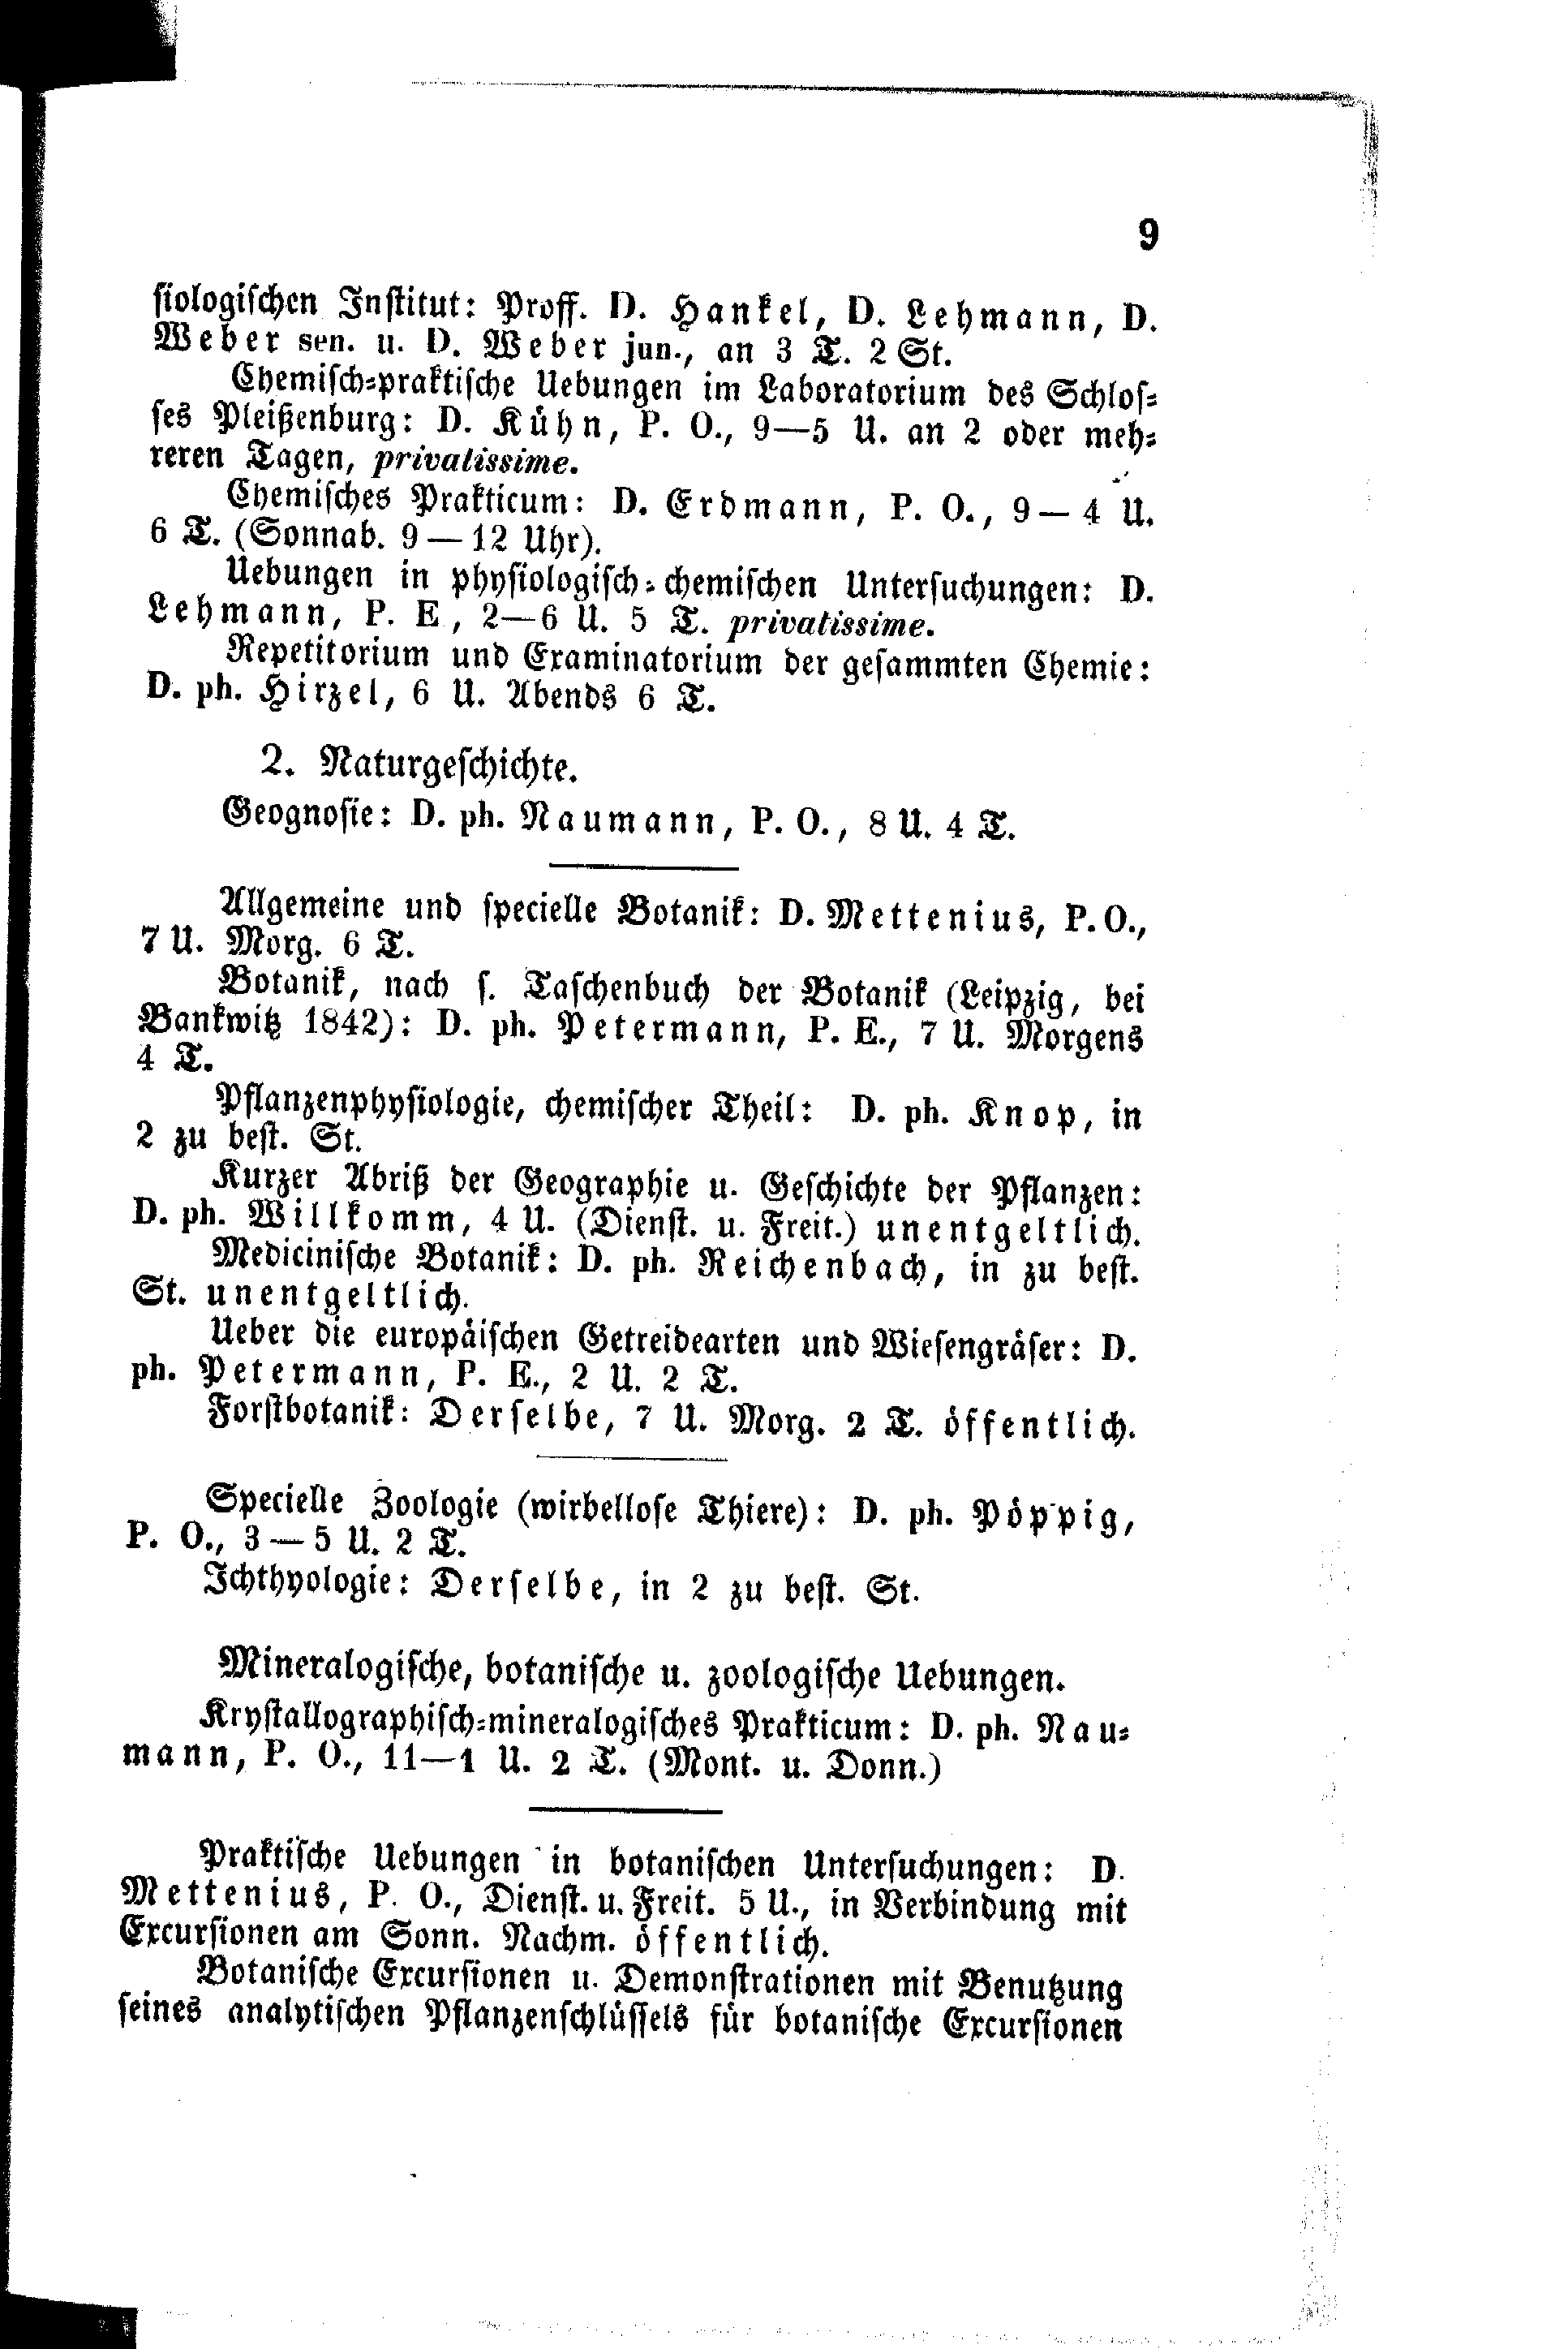 9
siologischen Institut: Proff. D. Hankel, D. Lehmann, D.
Weber sen. u. D. Weber jun., an 3 T. 2 St.
Chemisch-praktische Uebungen im Laboratorium des Schlos-
ses Pleißenburg: D. Kühn, P. O., 9—5 U. an 2 oder meh-
reren Tagen, privatissime.
Chemisches Prakticum: D. Erdmann, P. O., 9—4 U.
6 T. (Sonnab. 9—12 Uhr).
Uebungen in physiologisch-chemischen Untersuchungen: D.
Lehmann, P. E, 2—6 U. 5 T. privatissime.
Repetitorium und Examinatorium der gesammten Chemie:
D. ph. Hirzel, 6 U. Abends 6 T.
2. Naturgeschichte.
Geognosie: D. ph. Naumann, P. O., 8 U. 4 T.
Allgemeine und specielle Botanik: D. Mettenius, P. O.,
7 U. Morg. 6 T.
Botanik, nach s. Taschenbuch der Botanik (Leipzig, bei
Bankwitz 1842): D. ph. Petermann, P. E., 7 U. Morgens
4 T.
Pflanzenphysiologie, chemischer Theil: D. ph. Knop, in
2 zu best. St.
Kurzer Abriß der Geographie u. Geschichte der Pflanzen:
D. ph. Willkomm, 4 U. (Dienst. u. Freit.) unentgeltlich.
Medicinische Botanik: D. ph. Reichenbach, in zu best.
St. unentgeltlich.
Ueber die europäischen Getreidearten und Wiesengräser: D.
ph. Petermann, P. E., 2 U. 2 T.
Forstbotanik: Derselbe, 7 U. Morg. 2 T. öffentlich.
Specielle Zoologie (wirbellose Thiere): D. ph. Pöppig,
P. O., 3—5 U. 2 T.
Ichthyologie: Derselbe, in 2 zu best. St.
Mineralogische, botanische u. zoologische Uebungen.
Krystallographisch-mineralogisches Prakticum: D. ph. Nau-
mann, P. O., 11—1 U. 2 T. (Mont. u. Donn.)
Praktische Uebungen in botanischen Untersuchungen: D.
Mettenius, P. O., Dienst. u. Freit. 5 U., in Verbindung mit
Excursionen am Sonn. Nachm. öffentlich.
Botanische Excursionen u. Demonstrationen mit Benutzung
seines analytischen Pflanzenschlüssels für botanische Excursionen